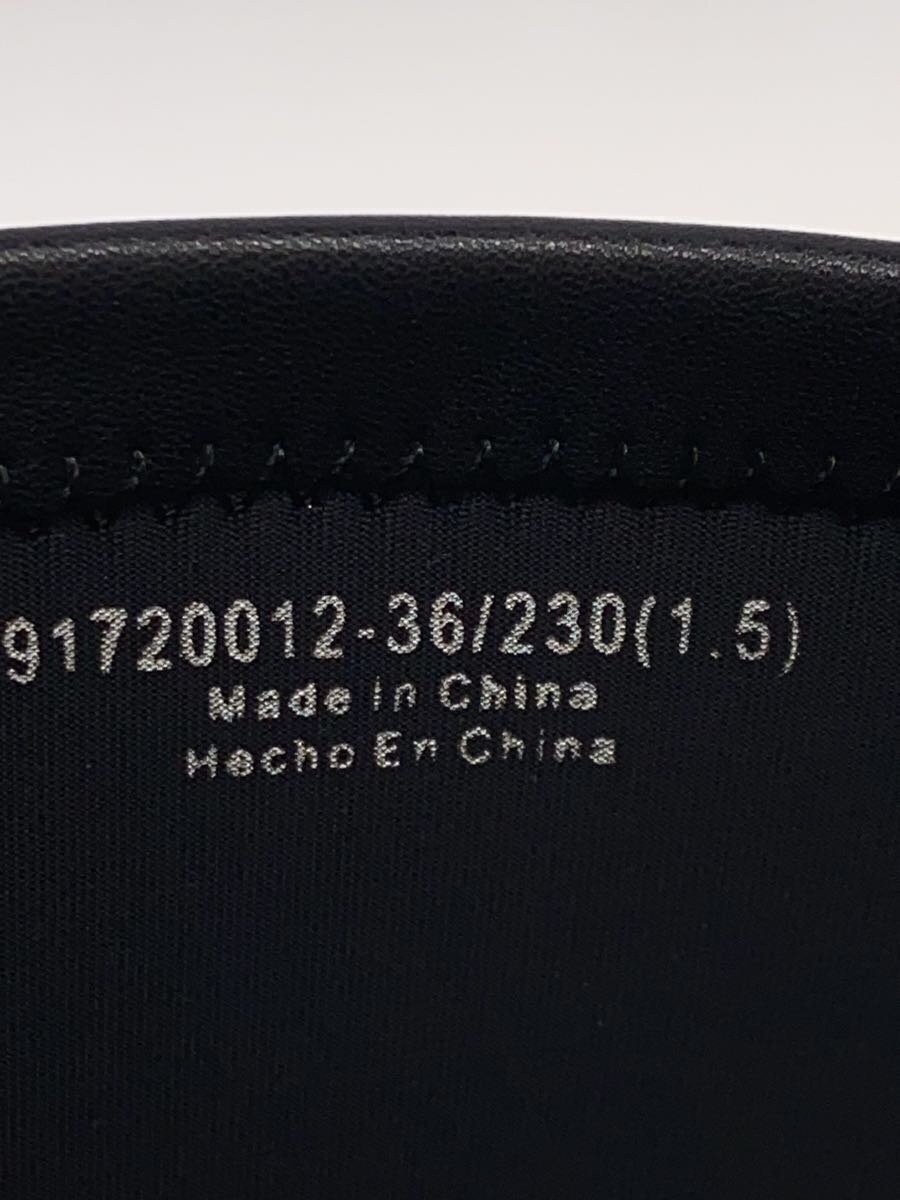 91720012-36/230(1.5)
Made In China
Hecho En China